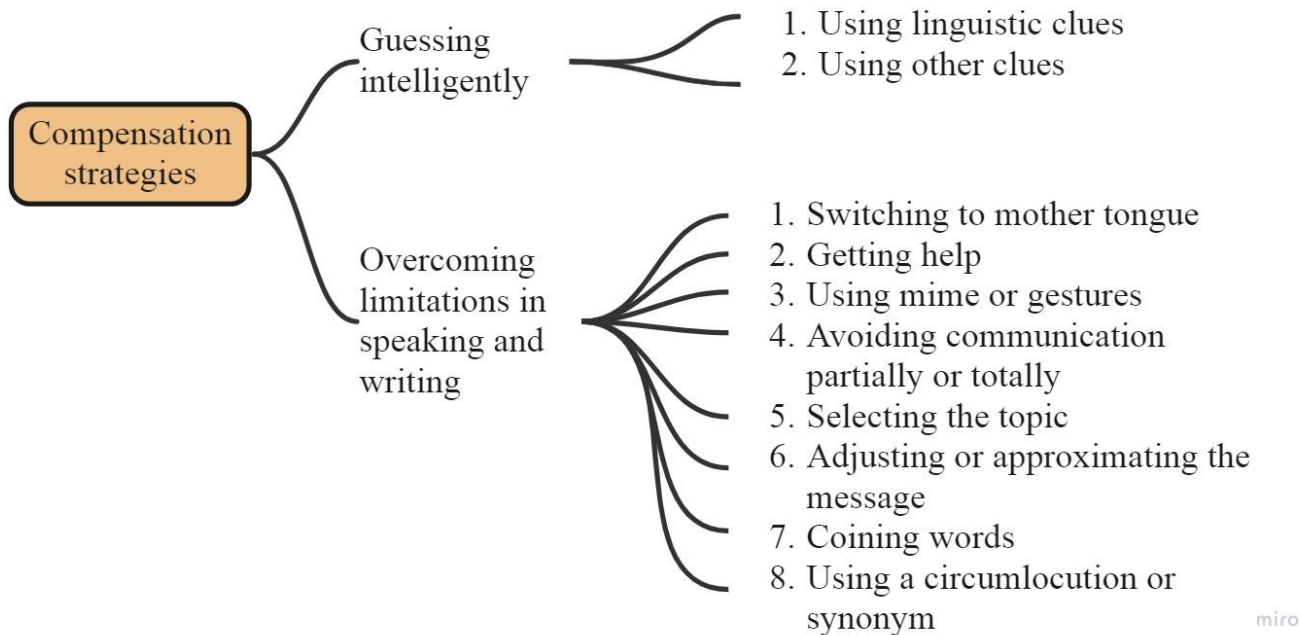 Compensation
strategies
Guessing
intelligently
1. Using linguistic clues
2. Using other clues
Overcoming
limitations in
speaking and
writing
1. Switching to mother tongue
2. Getting help
3. Using mime or gestures
4. Avoiding communication
partially or totally
5. Selecting the topic
6. Adjusting or approximating the
message
7. Coining words
8. Using a circumlocution or
synonym
miro